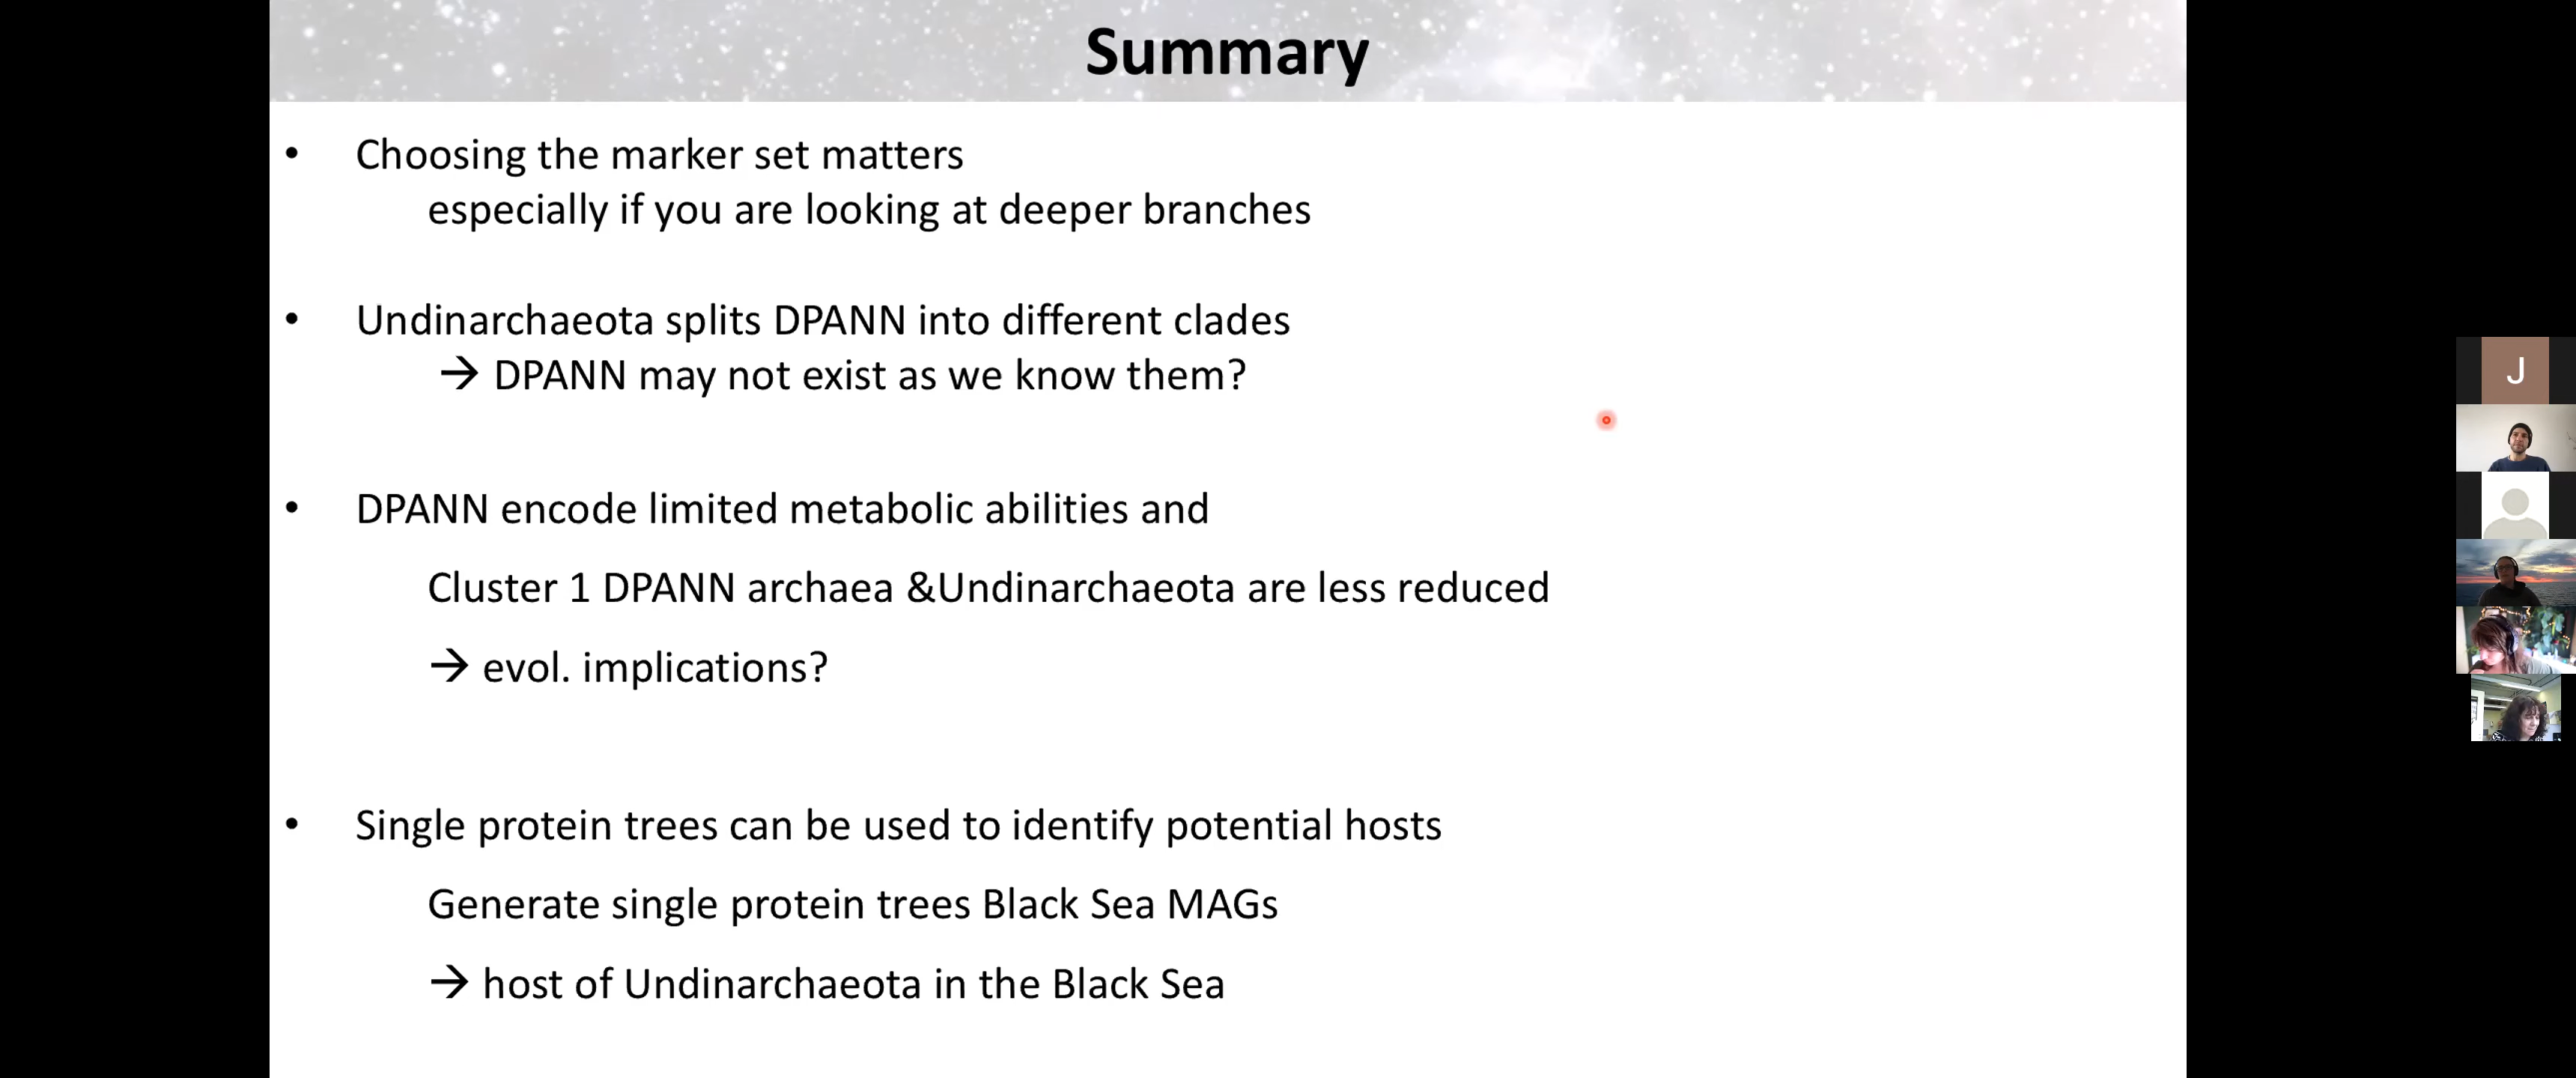 Summary
• Choosing the marker set matters
especially if you are looking at deeper branches
• Undinarchaeota splits DPANN into different clades
→ DPANN may not exist as we know them?
• DPANN encode limited metabolic abilities and
Cluster 1 DPANN archaea &Undinarchaeota are less reduced
→ evol. implications?
• Single protein trees can be used to identify potential hosts
Generate single protein trees Black Sea MAGs
→ host of Undinarchaeota in the Black Sea
J